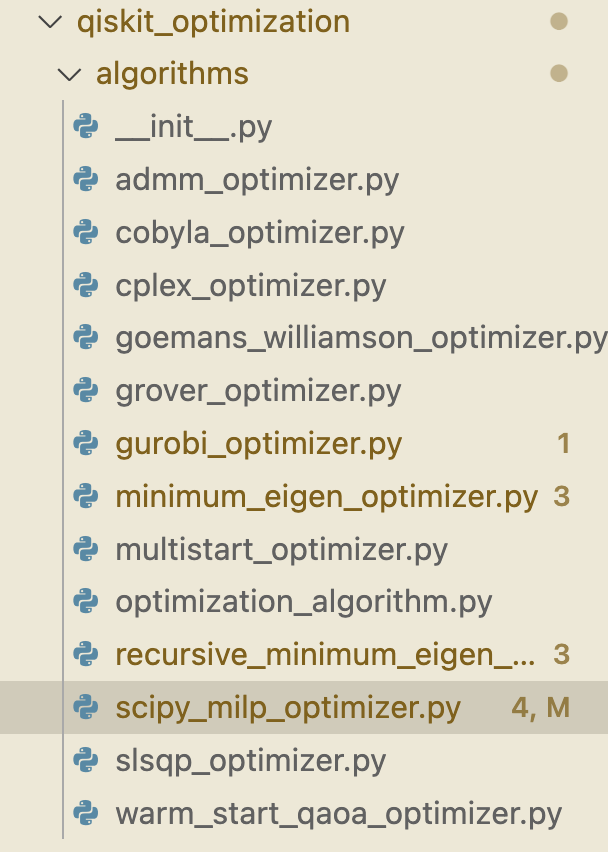 qiskit_optimization
algorithms
__init__.py
admm_optimizer.py
cobyla_optimizer.py
cplex_optimizer.py
goemans_williamson_optimizer.py
grover_optimizer.py
gurobi_optimizer.py 1
minimum_eigen_optimizer.py 3
multistart_optimizer.py
optimization_algorithm.py
recursive_minimum_eigen_... 3
scipy_milp_optimizer.py 4, M
slsqp_optimizer.py
warm_start_qaoa_optimizer.py